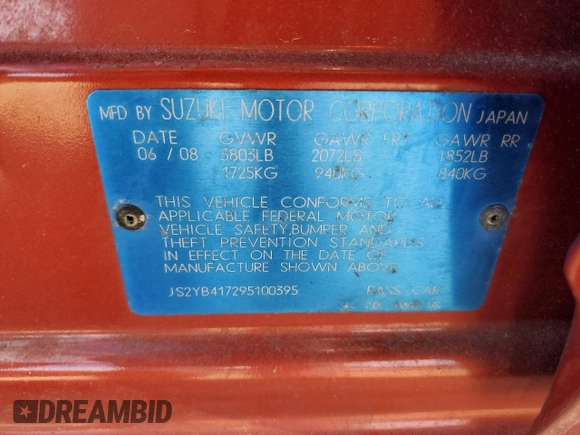 MFD BY SUZUKI MOTOR CORPORATION JAPAN
DATE GVWR GAWR FRT GAWR RR
06 / 08 3803LB 2072LB 1852LB
1725KG 940KG 840KG
THIS VEHICLE CONFORMS TO ALL
APPLICABLE FEDERAL MOTOR
VEHICLE SAFETY,BUMPER AND
THEFT PREVENTION STANDARDS
IN EFFECT ON THE DATE OF
MANUFACTURE SHOWN ABOVE
JS2YB417295100395 PASS CAR
DREAMBID